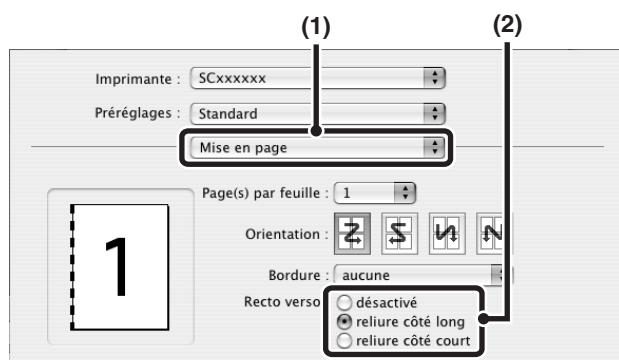 (1) (2)
Imprimante : SCxxxxxx
Préréglages : Standard
Mise en page
Page(s) par feuille : 1
Orientation :
Bordure : aucune
Recto verso
désactivé
reliure côté long
reliure côté court
1